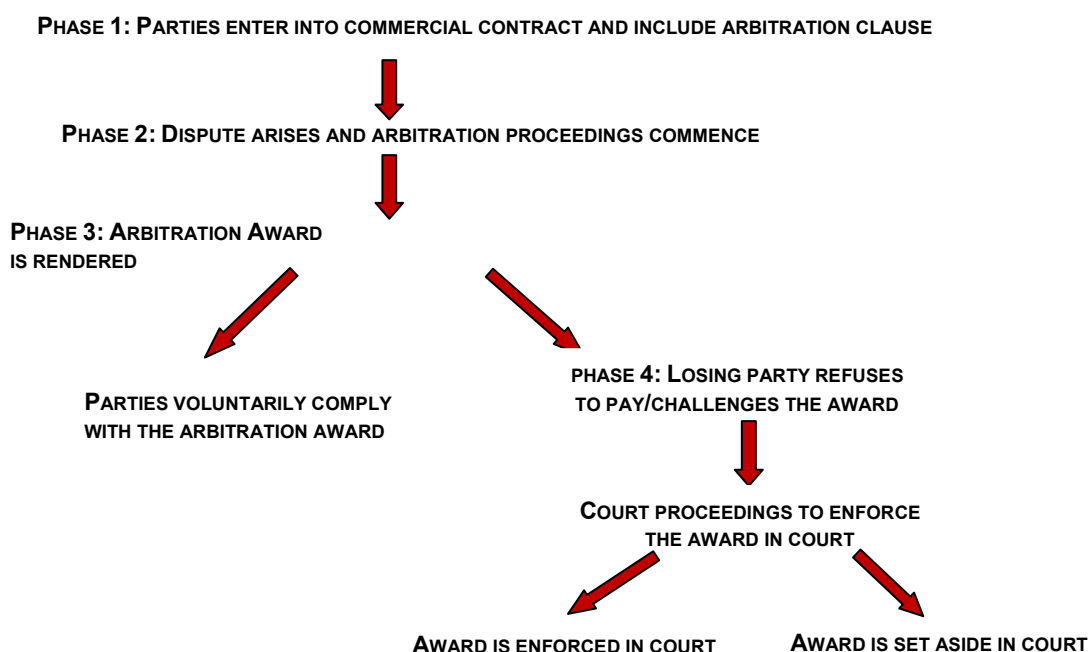 PHASE 1: PARTIES ENTER INTO COMMERCIAL CONTRACT AND INCLUDE ARBITRATION CLAUSE
PHASE 2: DISPUTE ARISES AND ARBITRATION PROCEEDINGS COMMENCE
PHASE 3: ARBITRATION AWARD
IS RENDERED
PARTIES VOLUNTARILY COMPLY
WITH THE ARBITRATION AWARD
PHASE 4: LOSING PARTY REFUSES
TO PAY/CHALLENGES THE AWARD
COURT PROCEEDINGS TO ENFORCE
THE AWARD IN COURT
AWARD IS ENFORCED IN COURT
AWARD IS SET ASIDE IN COURT